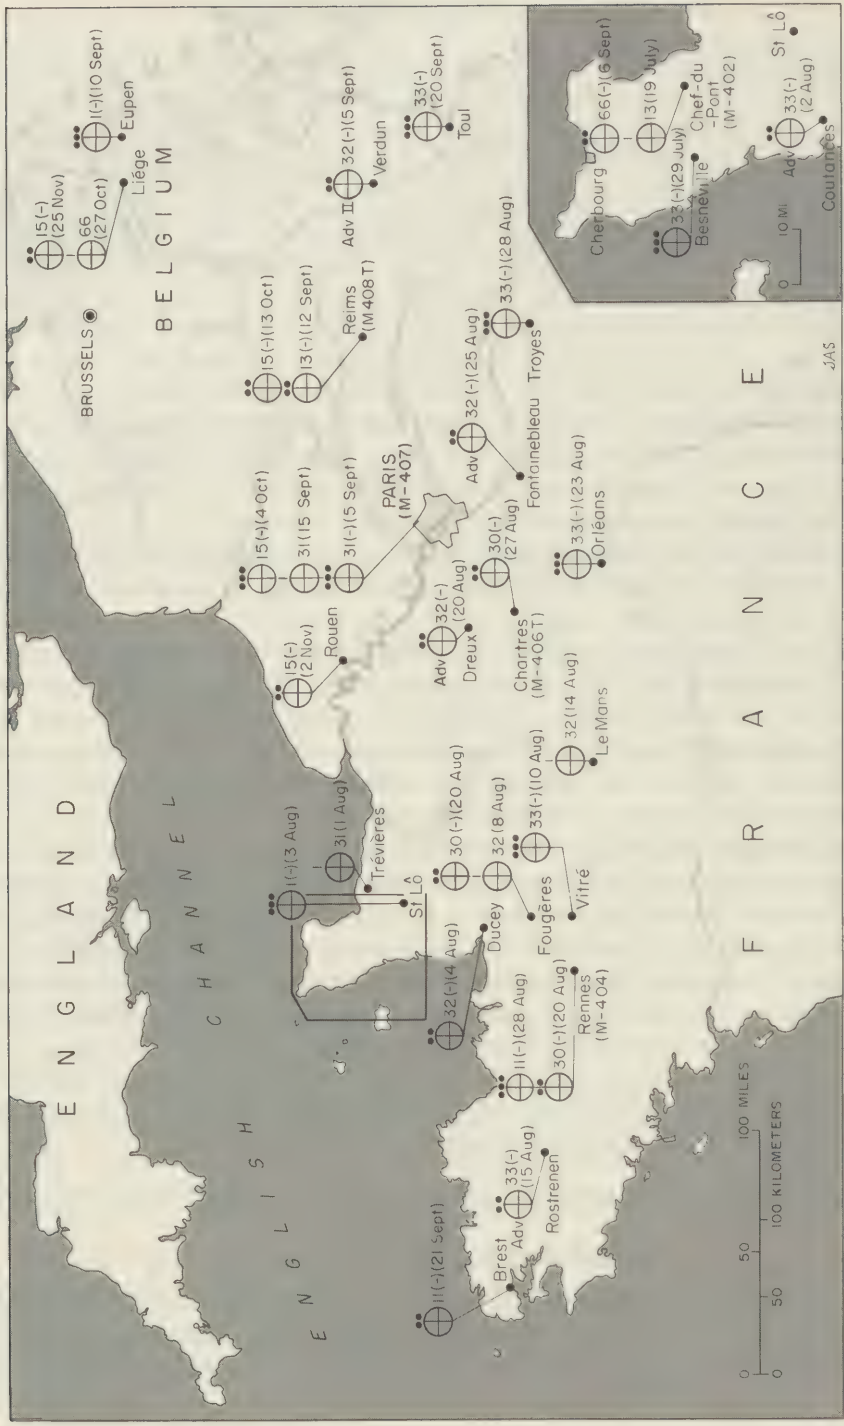 ENGLAND
ENGLISH CHANNEL
BELGIUM
FRANCE
BRUSSELS
15(-)
(25 Nov)
66
(27 Oct)
Liége
1(-)(10 Sept)
Eupen
Adv II
32(-)(5 Sept)
Verdun
33(-)
(20 Sept)
Toul
15(-)(13 Oct)
13(-)(12 Sept)
Reims
(M 408T)
15(-)(4 Oct)
31(15 Sept)
31(-)(5 Sept)
PARIS
(M-407)
15(-)
(2 Nov)
Rouen
Adv
32(-)(25 Aug)
Fontainebleau
33(-)(28 Aug)
Troyes
Adv
32(-)
(20 Aug)
Dreux
30(-)
(27 Aug)
Chartres
(M-406T)
33(-)(23 Aug)
Orléans
32(14 Aug)
Le Mans
1(-)(3 Aug)
St Lô
31(1 Aug)
Trévières
30(-)(20 Aug)
32(8 Aug)
Fougères
33(-)(10 Aug)
Vitré
32(-)(4 Aug)
Ducey
11(-)(28 Aug)
30(-)(20 Aug)
Rennes
(M-404)
Adv
33(-)
(15 Aug)
Rostrenen
11(-)(21 Sept)
Brest
0 50 100 MILES
0 50 100 KILOMETERS
66(-)(6 Sept)
Cherbourg
13(19 July)
Chef-du
-Pont
(M-402)
33(-)(29 July)
Besneville
St Lô
Adv
33(-)
(2 Aug)
Coutances
0 10 MI
JAS